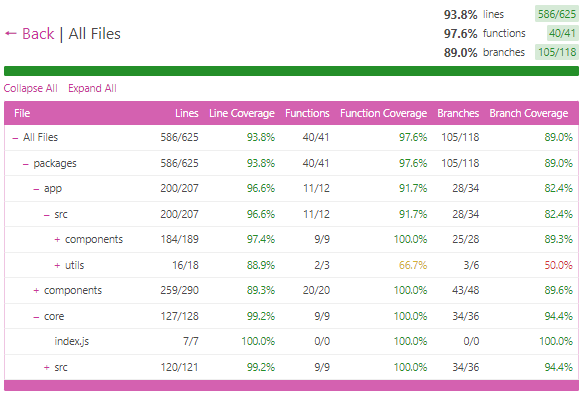 93.8% lines 586/625
← Back | All Files 97.6% functions 40/41
89.0% branches 105/118
Collapse All Expand All
File Lines Line Coverage Functions Function Coverage Branches Branch Coverage
– All Files 586/625 93.8% 40/41 97.6% 105/118 89.0%
– packages 586/625 93.8% 40/41 97.6% 105/118 89.0%
– app 200/207 96.6% 11/12 91.7% 28/34 82.4%
– src 200/207 96.6% 11/12 91.7% 28/34 82.4%
+ components 184/189 97.4% 9/9 100.0% 25/28 89.3%
+ utils 16/18 88.9% 2/3 66.7% 3/6 50.0%
+ components 259/290 89.3% 20/20 100.0% 43/48 89.6%
– core 127/128 99.2% 9/9 100.0% 34/36 94.4%
index.js 7/7 100.0% 0/0 100.0% 0/0 100.0%
+ src 120/121 99.2% 9/9 100.0% 34/36 94.4%